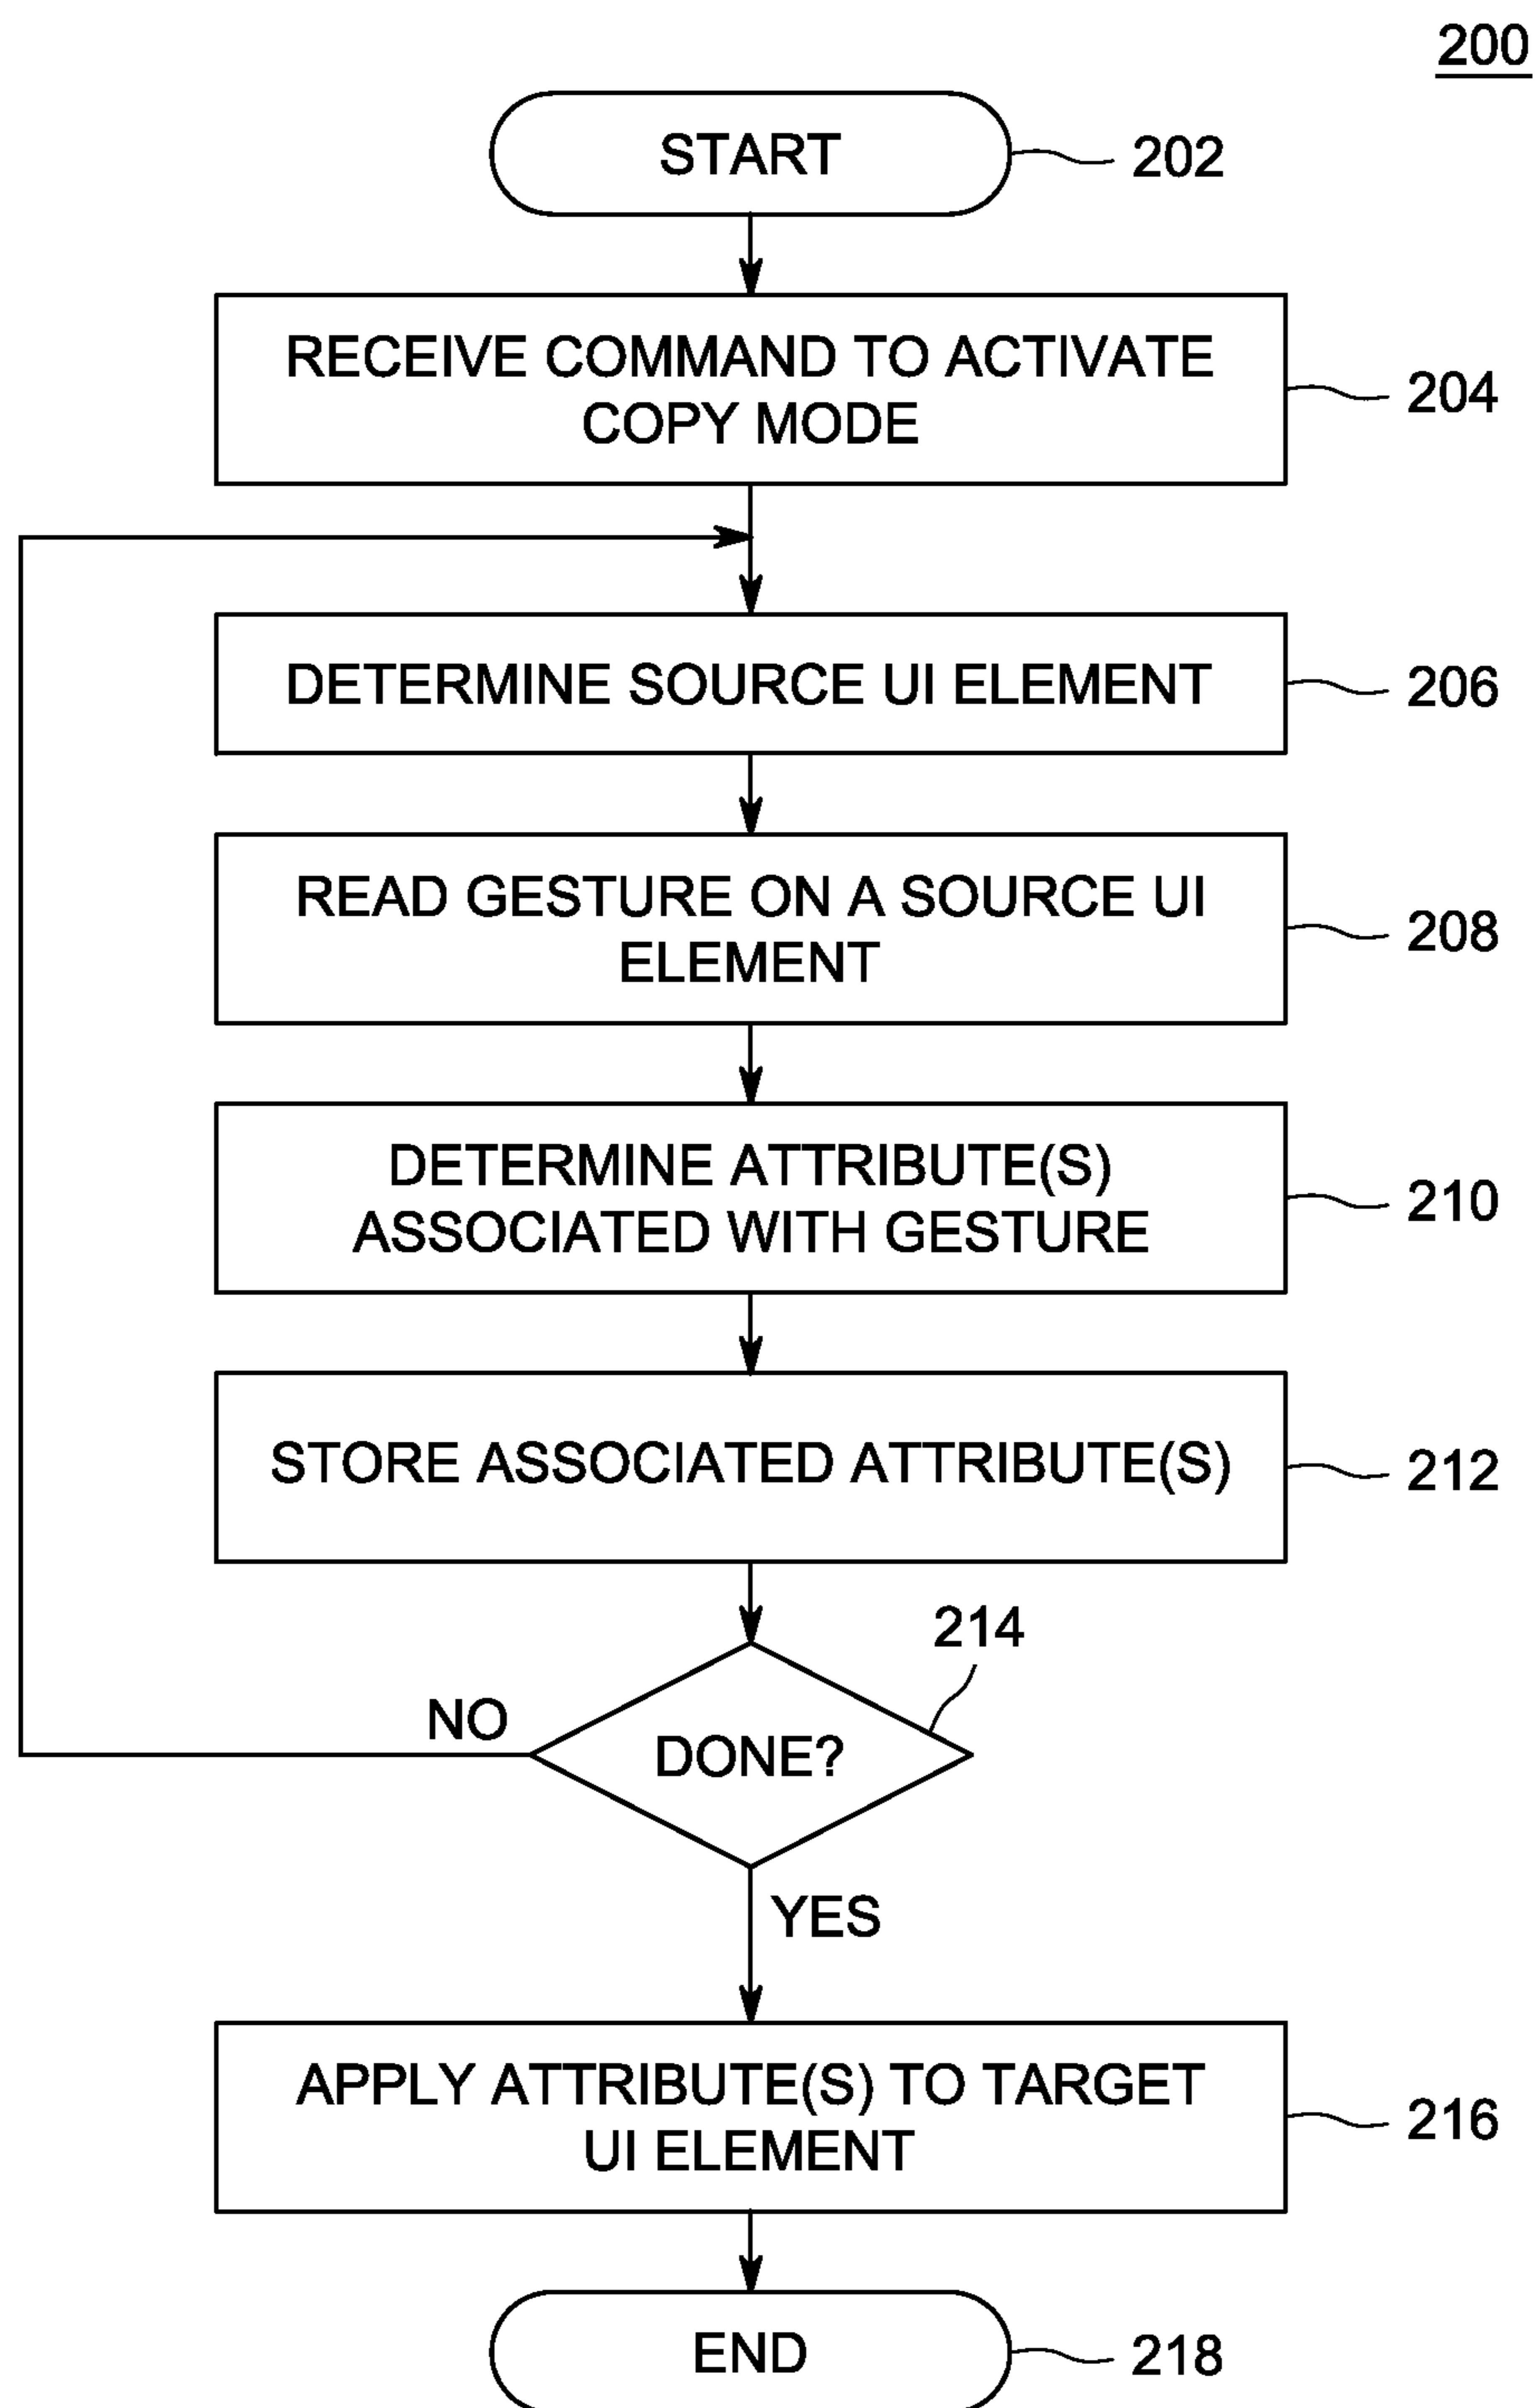 200
START
202
RECEIVE COMMAND TO ACTIVATE
COPY MODE
204
DETERMINE SOURCE UI ELEMENT
206
READ GESTURE ON A SOURCE UI
ELEMENT
208
DETERMINE ATTRIBUTE(S)
ASSOCIATED WITH GESTURE
210
STORE ASSOCIATED ATTRIBUTE(S)
212
214
NO
DONE?
YES
APPLY ATTRIBUTE(S) TO TARGET
UI ELEMENT
216
END
218